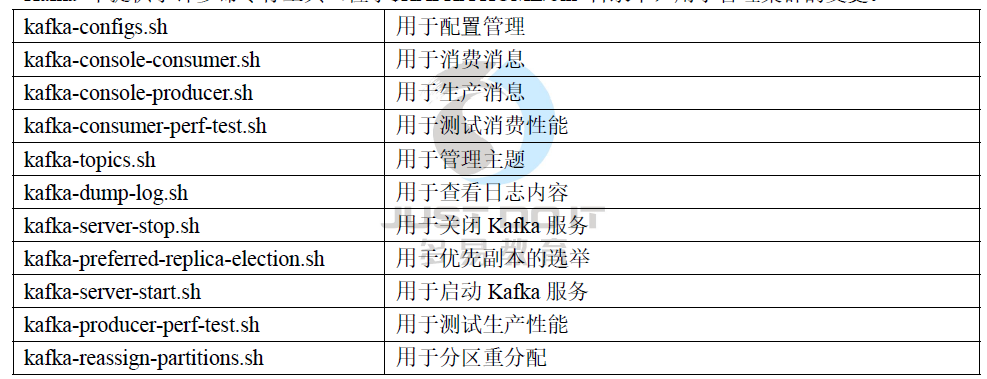 kafka-configs.sh 用于配置管理
kafka-console-consumer.sh 用于消费消息
kafka-console-producer.sh 用于生产消息
kafka-consumer-perf-test.sh 用于测试消费性能
kafka-topics.sh 用于管理主题
kafka-dump-log.sh 用于查看日志内容
JUST DO IT
kafka-server-stop.sh 用于关闭 Kafka 服务
kafka-preferred-replica-election.sh 用于优先副本的选举
kafka-server-start.sh 用于启动 Kafka 服务
kafka-producer-perf-test.sh 用于测试生产性能
kafka-reassign-partitions.sh 用于分区重分配